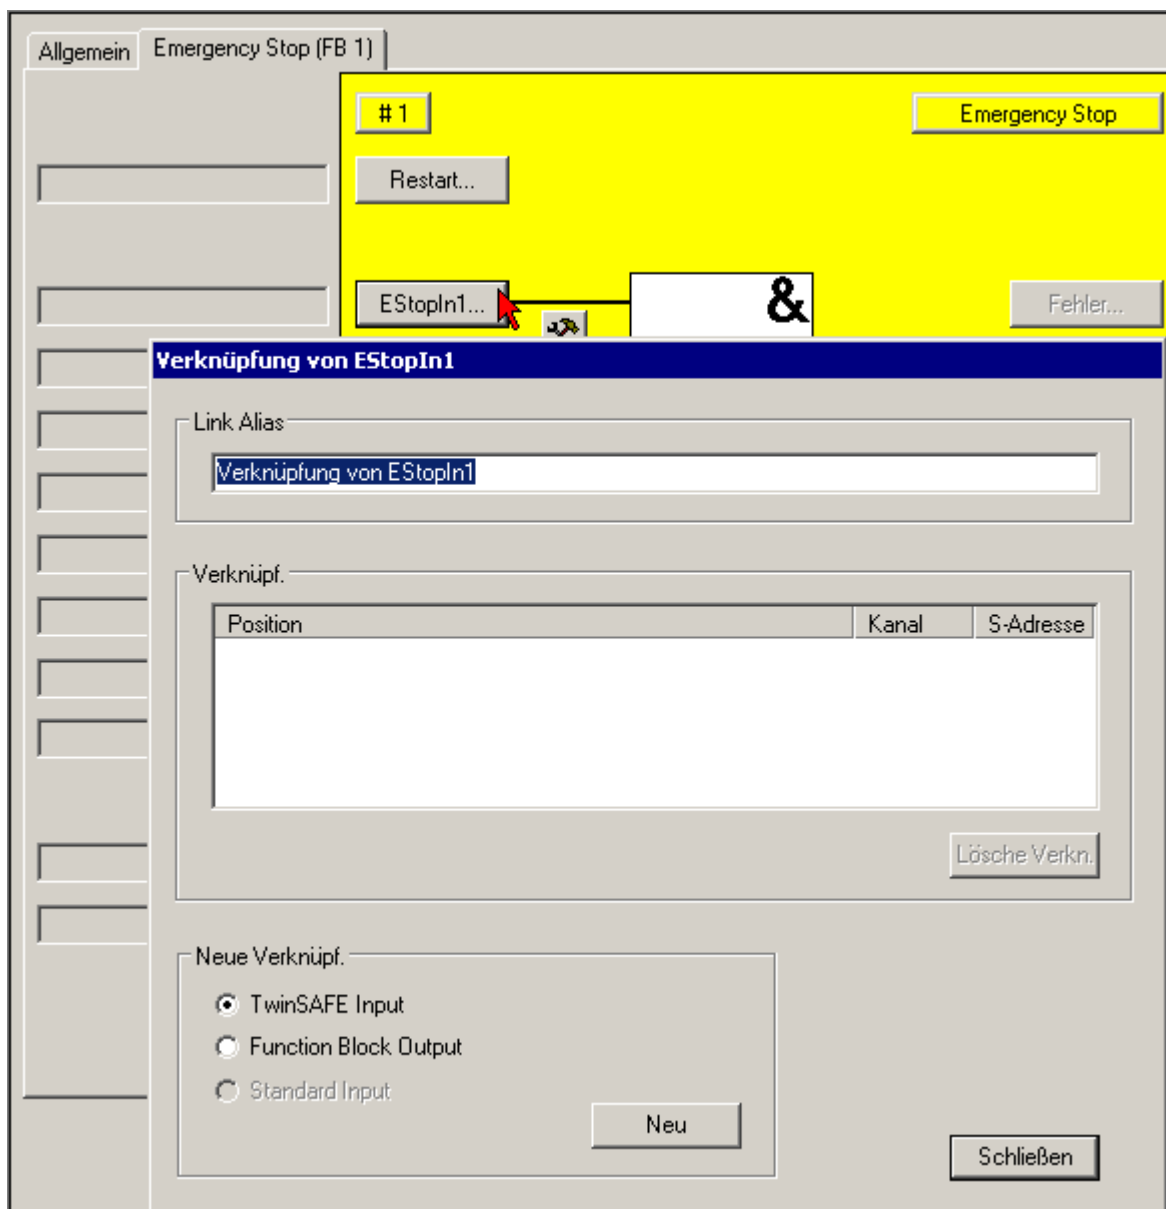 Allgemein
Emergency Stop (FB 1)
# 1
Emergency Stop
Restart...
EStopIn1...
&
Fehler...
Verknüpfung von EStopIn1
Link Alias
Verknüpfung von EStopIn1
Verknüpf.
Position Kanal S-Adresse
Lösche Verkn.
Neue Verknüpf.
TwinSAFE Input
Function Block Output
Standard Input
Neu
Schließen